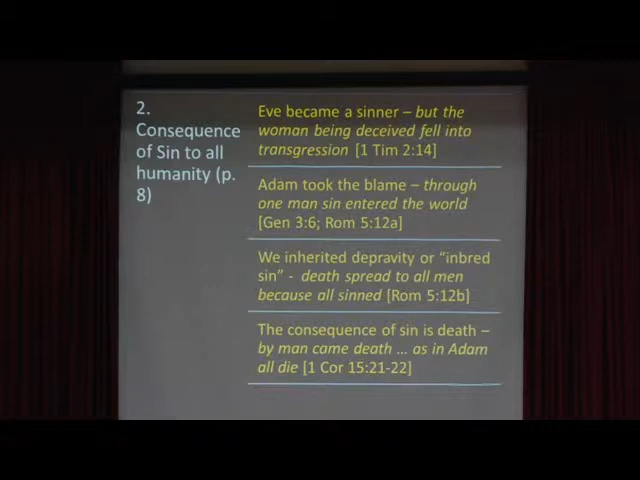 2.
Consequence
of Sin to all
humanity (p.
8)
Eve became a sinner – but the
woman being deceived fell into
transgression [1 Tim 2:14]
Adam took the blame – through
one man sin entered the world
[Gen 3:6; Rom 5:12a]
We inherited depravity or “inbred
sin” - death spread to all men
because all sinned [Rom 5:12b]
The consequence of sin is death –
by man came death ... as in Adam
all die [1 Cor 15:21-22]